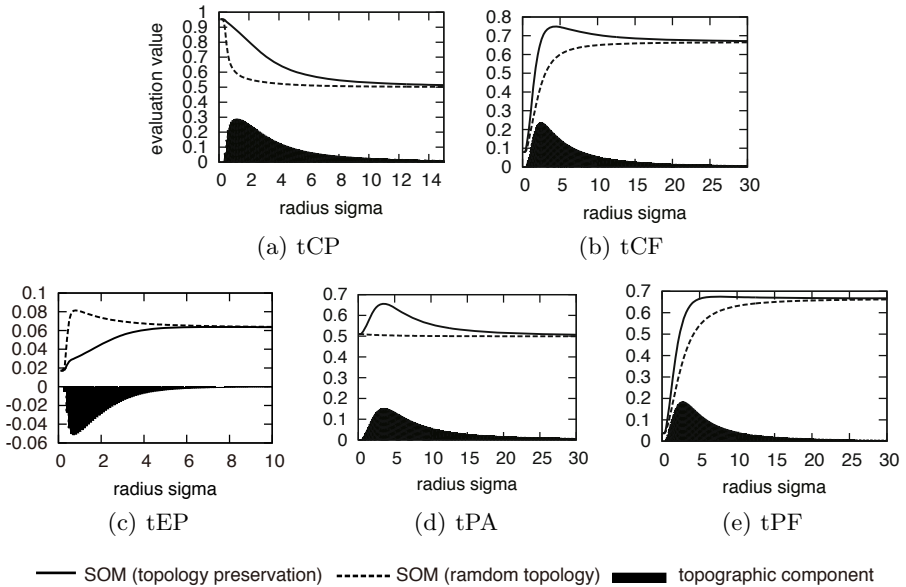 evaluation value
1
0.9
0.8
0.7
0.6
0.5
0.4
0.3
0.2
0.1
0
0 2 4 6 8 10 12 14
radius sigma
(a) tCP
0.8
0.7
0.6
0.5
0.4
0.3
0.2
0.1
0
0 5 10 15 20 25 30
radius sigma
(b) tCF
0.1
0.08
0.06
0.04
0.02
0
-0.02
-0.04
-0.06
0 2 4 6 8 10
radius sigma
(c) tEP
0.7
0.6
0.5
0.4
0.3
0.2
0.1
0
0 5 10 15 20 25 30
radius sigma
(d) tPA
0.7
0.6
0.5
0.4
0.3
0.2
0.1
0
0 5 10 15 20 25 30
radius sigma
(e) tPF
SOM (topology preservation) SOM (ramdom topology) topographic component